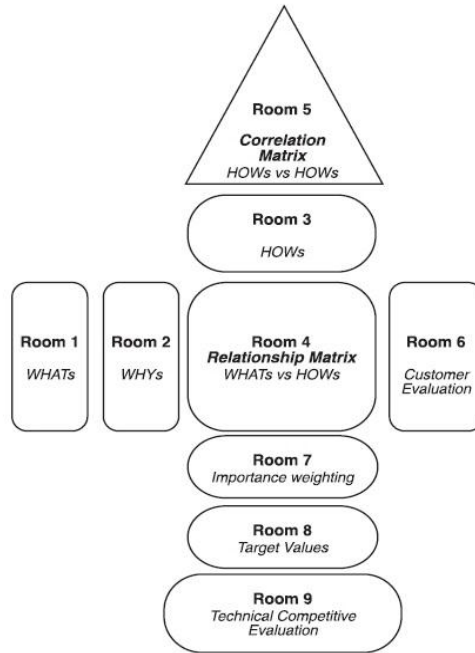 Room 5
Correlation
Matrix
HOWs vs HOWs
Room 3
HOWs
Room 1
WHATs
Room 2
WHYs
Room 4
Relationship Matrix
WHATs vs HOWs
Room 6
Customer
Evaluation
Room 7
Importance weighting
Room 8
Target Values
Room 9
Technical Competitive
Evaluation